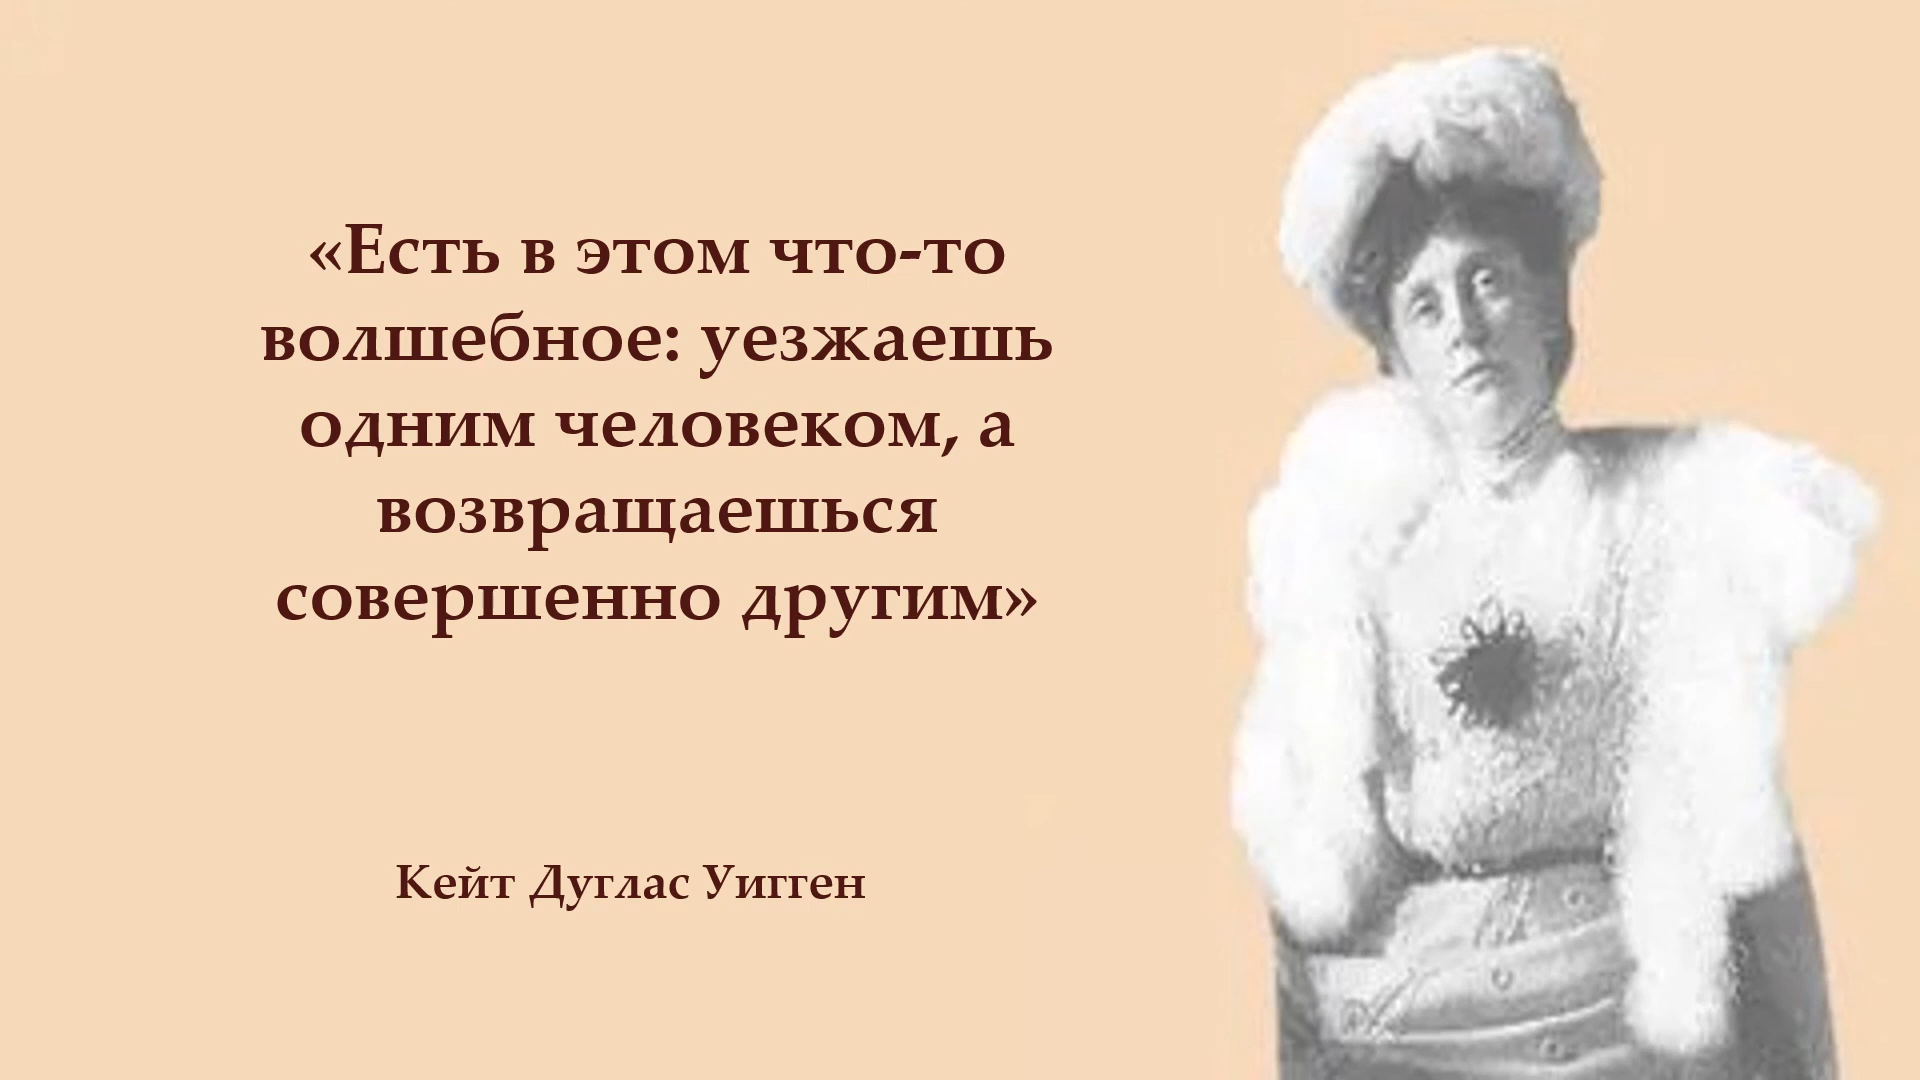 «Есть в этом что-то
волшебное: уезжаешь
одним человеком, а
возвращаешься
совершенно другим»
Кейт Дуглас Уигген